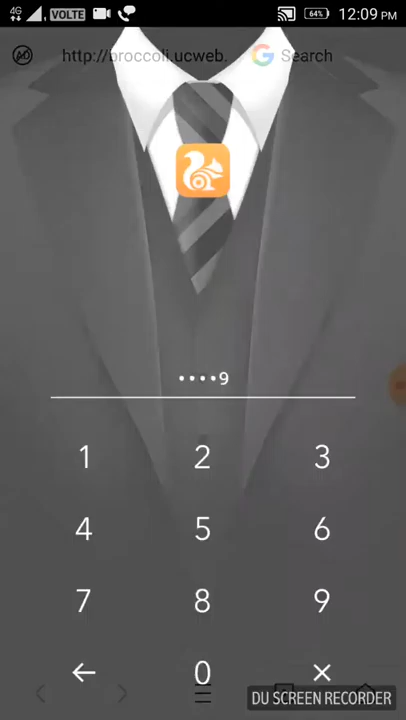 4G VOLTE 64% 12:09 PM
http://broccoli.ucweb. G Search
••••9
1 2 3
4 5 6
7 8 9
← 0 ×
DU SCREEN RECORDER